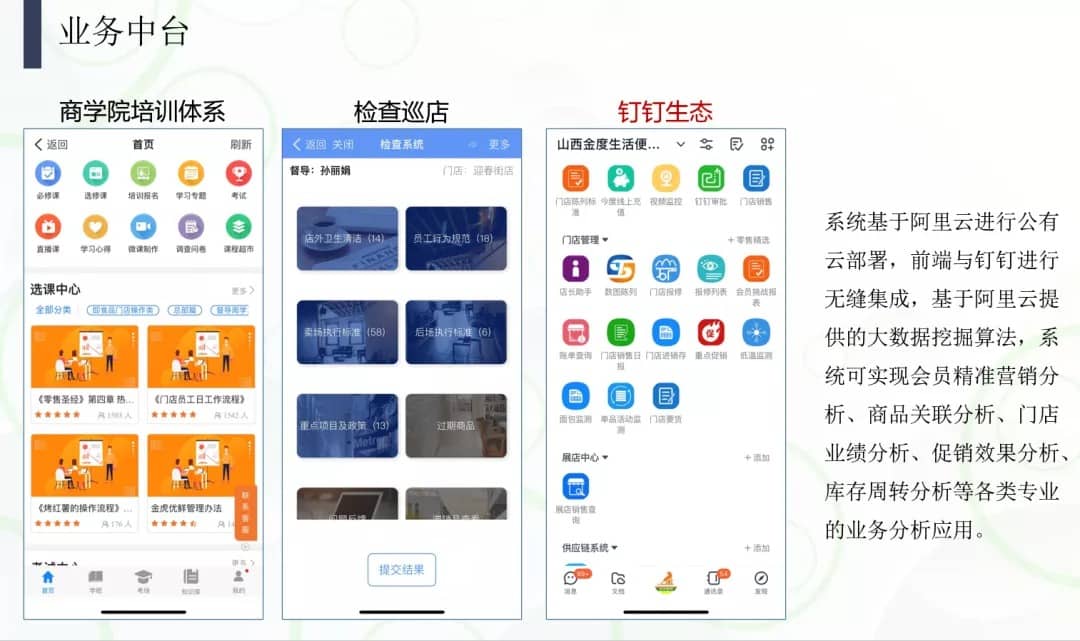 业务中台
商学院培训体系
检查巡店
钉钉生态
返回 首页 刷新
必修课 选修课 培训报名 学习专题 考试
直播课 学习心得 微课制作 调查问卷 课程超市
选课中心 更多
全部分类 即食品门店操作类 总部篇 督导周学
《零售圣经》第四章 热... 《门店员工日工作流程》
1583 人 1542 人
《烤红薯的操作流程》... 金虎优鲜管理办法
176 人
联系客服
首页 学吧 考场 知识库 我的
返回 关闭 检查系统 更多
督导: 孙丽娟 门店: 迎春街店
店外卫生清洁（14） 员工行为规范（18）
卖场执行标准（58） 后场执行标准（6）
重点项目及政策（13） 过期商品
提交结果
山西金度生活便...
门店陈列标准 今度线上充值 视频监控 钉钉审批 门店销售
门店管理 + 零售精选
店长助手 数图陈列 门店报修 报修列表 会员挑战报表
账单查询 门店销售日报 门店进销存 重点促销 低温监测
面包监测 单品活动监测 门店要货
展店中心 + 添加
展店销售查询
供应链系统 + 添加
99+ 54
消息 文档 通讯录 发现
系统基于阿里云进行公有
云部署，前端与钉钉进行
无缝集成，基于阿里云提
供的大数据挖掘算法，系
统可实现会员精准营销分
析、商品关联分析、门店
业绩分析、促销效果分析、
库存周转分析等各类专业
的业务分析应用。